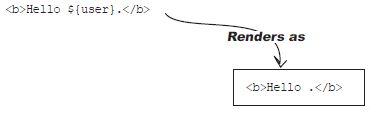 <b>Hello ${user}.</b>
Renders as
<b>Hello .</b>